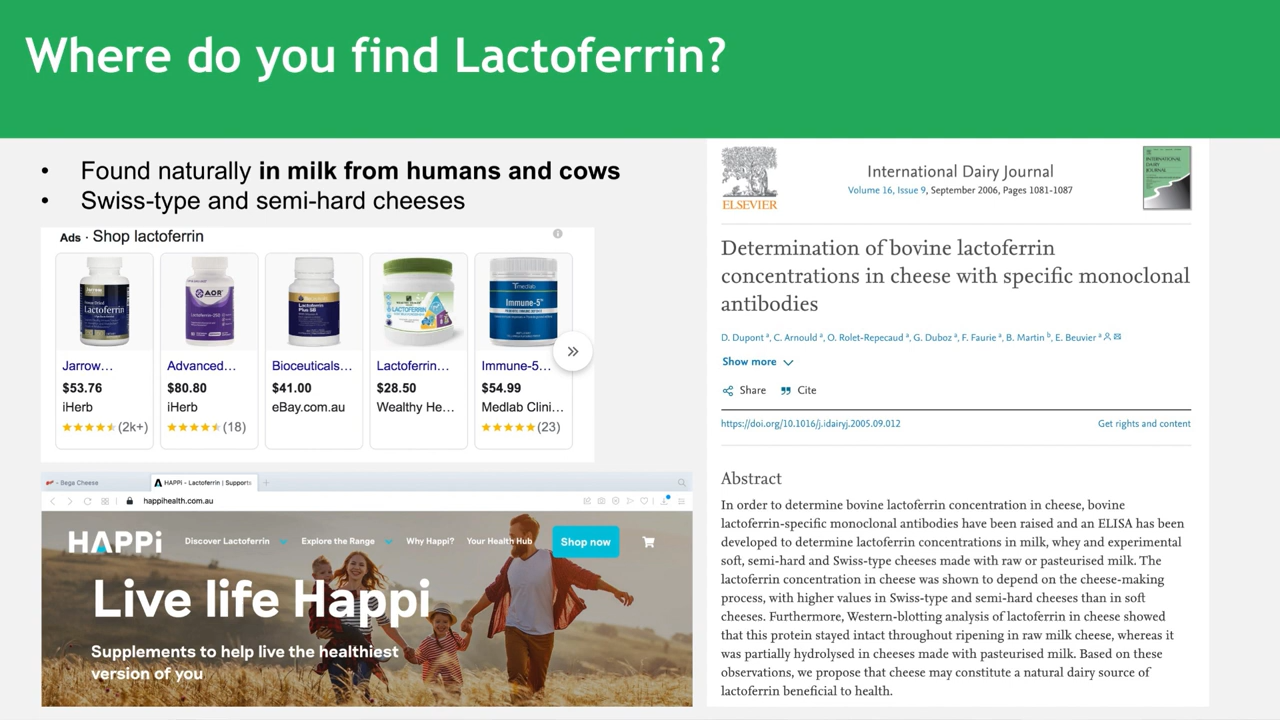 Where do you find Lactoferrin?
• Found naturally in milk from humans and cows
• Swiss-type and semi-hard cheeses
Ads · Shop lactoferrin
Jarrow...
$53.76
iHerb
(2k+)
Advanced...
$80.80
iHerb
(18)
Bioceuticals...
$41.00
eBay.com.au
Lactoferrin...
$28.50
Wealthy He...
Immune-5...
$54.99
Medlab Clini...
(23)
Lactoferrin
AOR
Lactoferrin
Plus SB
LACTOFERRIN
medlab
Immune-5
- Bega Cheese
HAPPi - Lactoferrin | Supports
happihealth.com.au
HAPPi
Discover Lactoferrin
Explore the Range
Why Happi?
Your Health Hub
Shop now
Live life Happi
Supplements to help live the healthiest
version of you
ELSEVIER
International Dairy Journal
Volume 16, Issue 9, September 2006, Pages 1081-1087
INTERNATIONAL
DAIRY
JOURNAL
Determination of bovine lactoferrin
concentrations in cheese with specific monoclonal
antibodies
D. Dupont a, C. Arnould a, O. Rolet-Repecaud a, G. Duboz a, F. Faurie a, B. Martin b, E. Beuvier a
Show more
Share Cite
https://doi.org/10.1016/j.idairyj.2005.09.012 Get rights and content
Abstract
In order to determine bovine lactoferrin concentration in cheese, bovine
lactoferrin-specific monoclonal antibodies have been raised and an ELISA has been
developed to determine lactoferrin concentrations in milk, whey and experimental
soft, semi-hard and Swiss-type cheeses made with raw or pasteurised milk. The
lactoferrin concentration in cheese was shown to depend on the cheese-making
process, with higher values in Swiss-type and semi-hard cheeses than in soft
cheeses. Furthermore, Western-blotting analysis of lactoferrin in cheese showed
that this protein stayed intact throughout ripening in raw milk cheese, whereas it
was partially hydrolysed in cheeses made with pasteurised milk. Based on these
observations, we propose that cheese may constitute a natural dairy source of
lactoferrin beneficial to health.